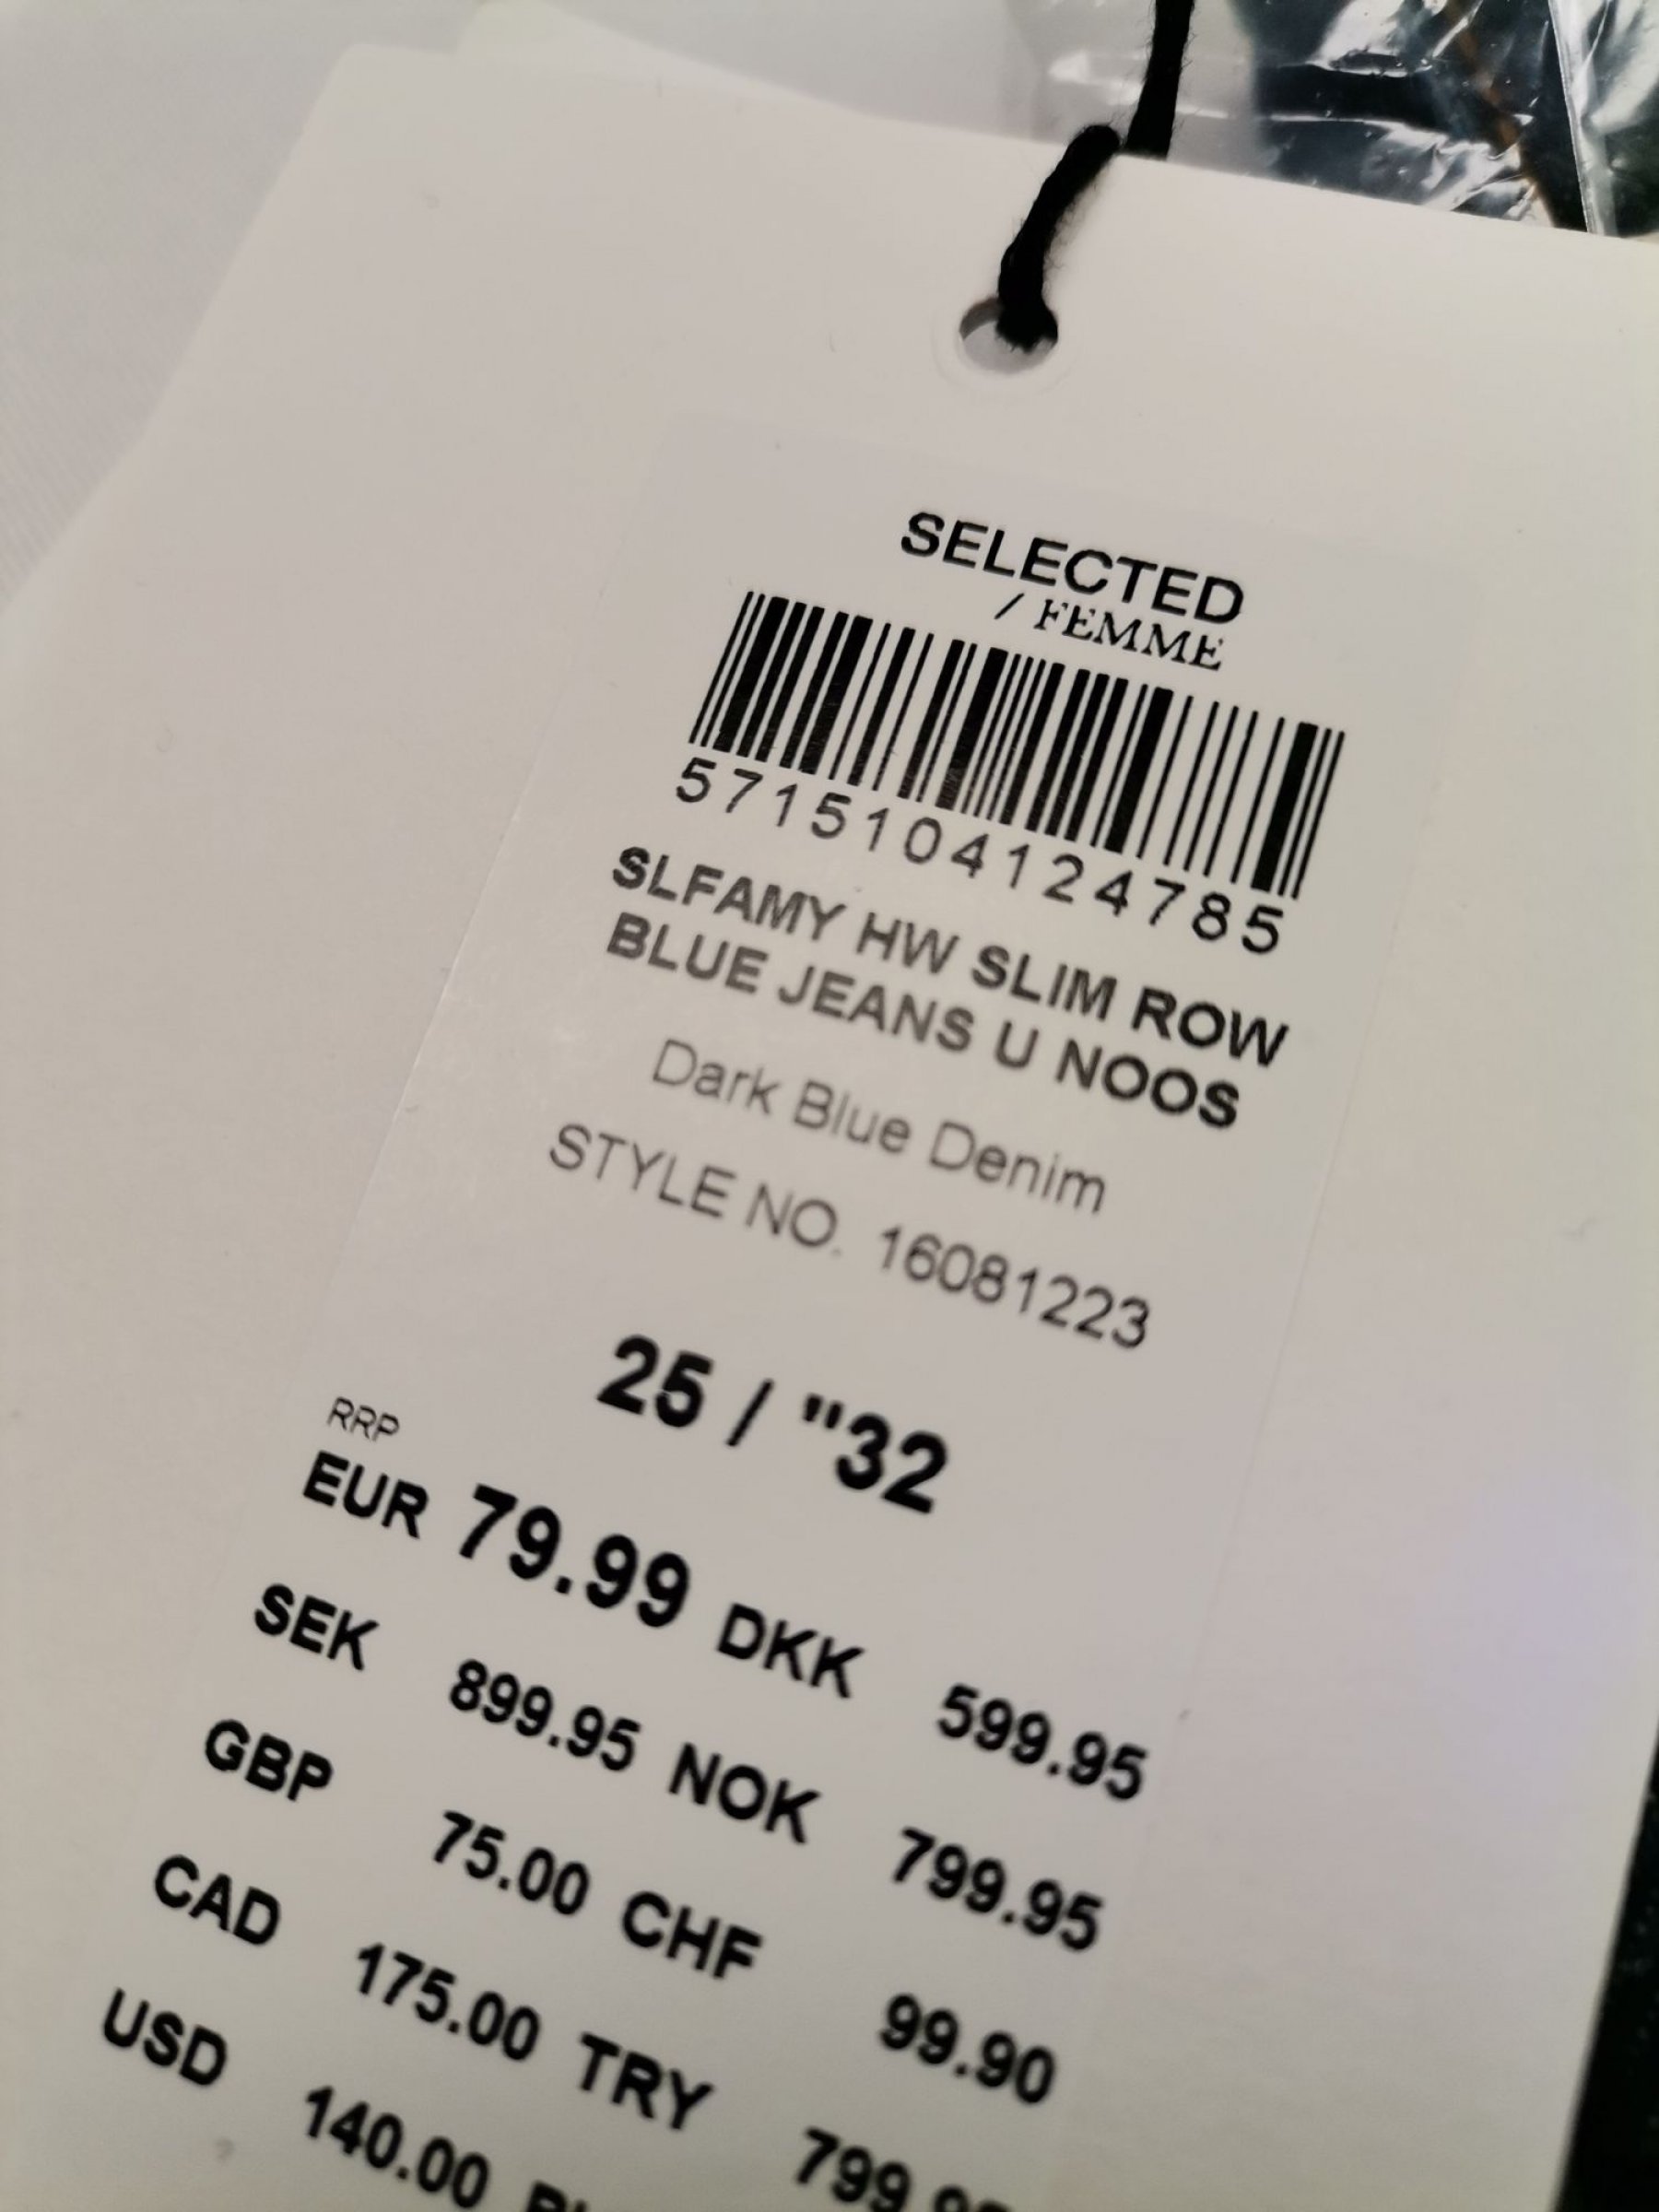 SELECTED
/ FEMME
5715104124785
SLFAMY HW SLIM ROW
BLUE JEANS U NOOS
Dark Blue Denim
STYLE NO. 16081223
25 / "32
RRP
EUR 79.99 DKK 599.95
SEK 899.95 NOK 799.95
GBP 75.00 CHF 99.90
CAD 175.00 TRY
USD 140.00